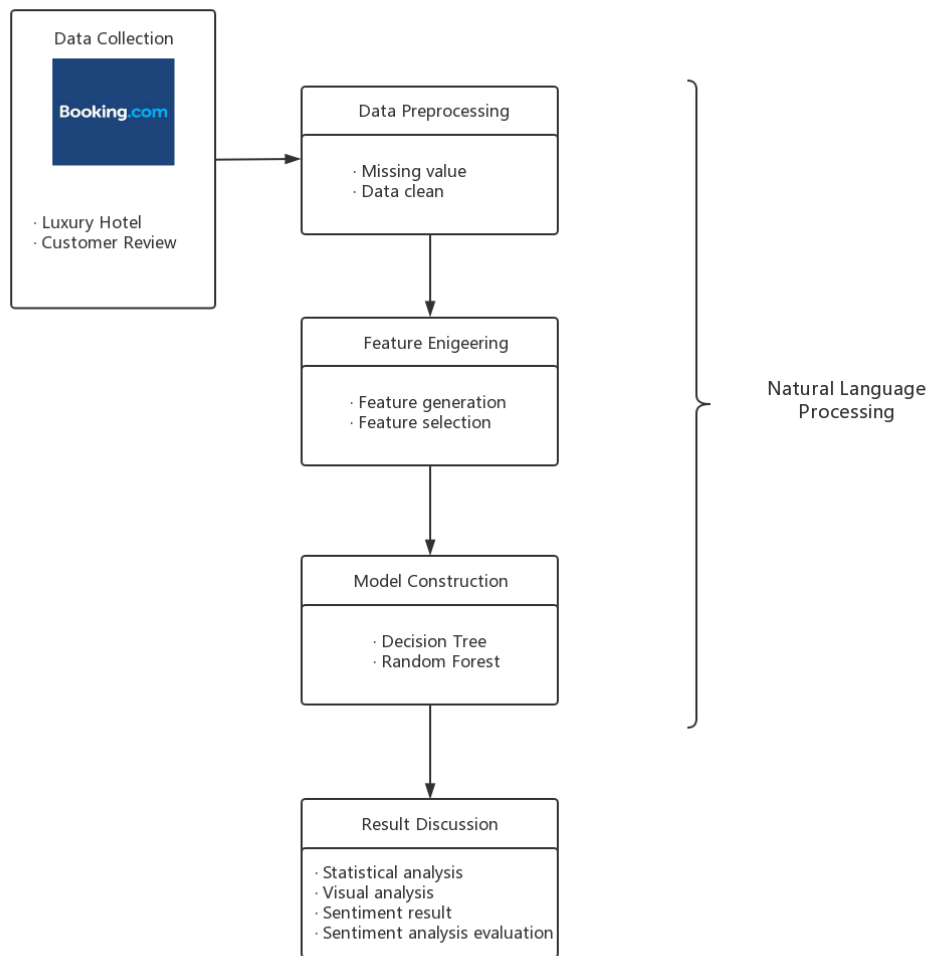 Data Collection
Booking.com
· Luxury Hotel
· Customer Review
Data Preprocessing
· Missing value
· Data clean
Feature Enigeering
· Feature generation
· Feature selection
Model Construction
· Decision Tree
· Random Forest
Result Discussion
· Statistical analysis
· Visual analysis
· Sentiment result
· Sentiment analysis evaluation
Natural Language
Processing